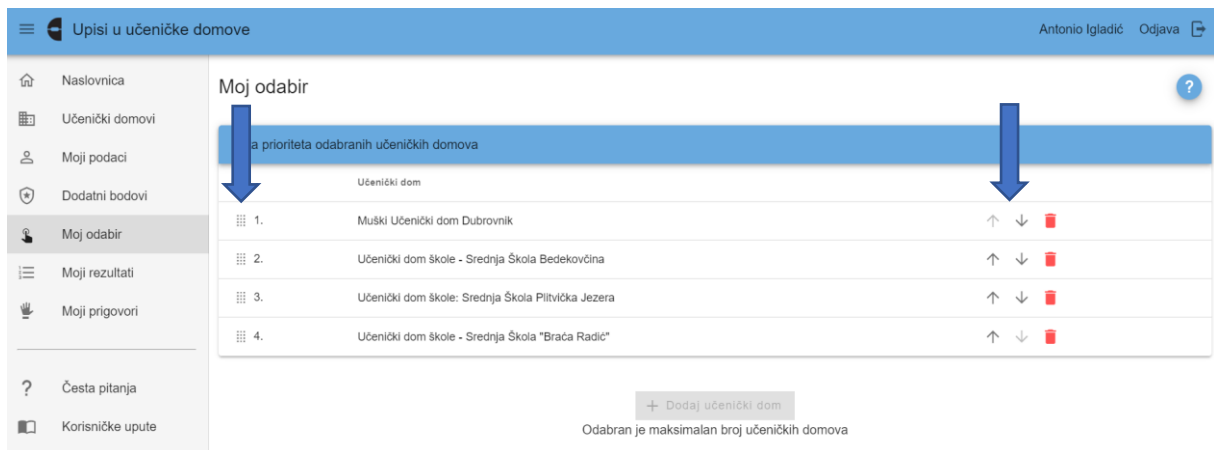 Upisi u učeničke domove
Antonio Igladić Odjava
Naslovnica
Učenički domovi
Moji podaci
Dodatni bodovi
Moj odabir
Moji rezultati
Moji prigovori
Česta pitanja
Korisničke upute
Moj odabir
?
a prioriteta odabranih učeničkih domova
Učenički dom
1. Muški Učenički dom Dubrovnik
2. Učenički dom škole - Srednja Škola Bedekovčina
3. Učenički dom škole: Srednja Škola Plitvička Jezera
4. Učenički dom škole - Srednja Škola "Braća Radić"
+ Dodaj učenički dom
Odabran je maksimalan broj učeničkih domova